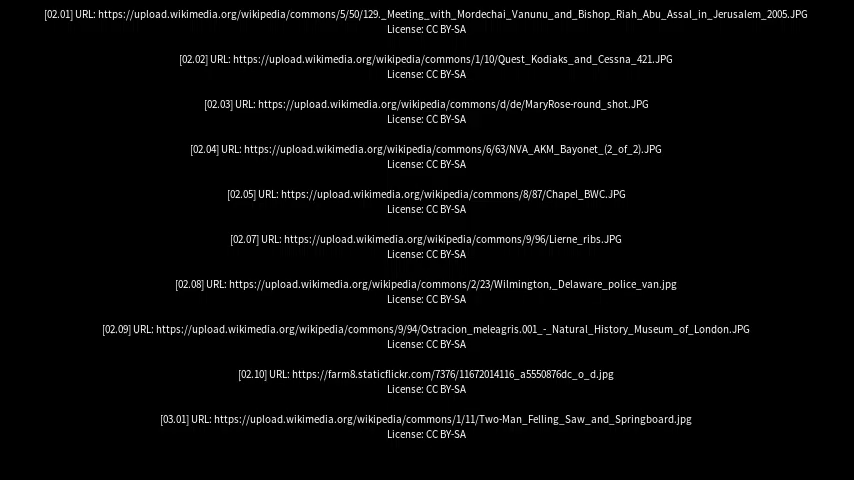 [02.01] URL: https://upload.wikimedia.org/wikipedia/commons/5/50/129._Meeting_with_Mordechai_Vanunu_and_Bishop_Riah_Abu_Assal_in_Jerusalem_2005.JPG
License: CC BY-SA
[02.02] URL: https://upload.wikimedia.org/wikipedia/commons/1/10/Quest_Kodiaks_and_Cessna_421.JPG
License: CC BY-SA
[02.03] URL: https://upload.wikimedia.org/wikipedia/commons/d/de/MaryRose-round_shot.JPG
License: CC BY-SA
[02.04] URL: https://upload.wikimedia.org/wikipedia/commons/6/63/NVA_AKM_Bayonet_(2_of_2).JPG
License: CC BY-SA
[02.05] URL: https://upload.wikimedia.org/wikipedia/commons/8/87/Chapel_BWC.JPG
License: CC BY-SA
[02.07] URL: https://upload.wikimedia.org/wikipedia/commons/9/96/Lierne_ribs.JPG
License: CC BY-SA
[02.08] URL: https://upload.wikimedia.org/wikipedia/commons/2/23/Wilmington,_Delaware_police_van.jpg
License: CC BY-SA
[02.09] URL: https://upload.wikimedia.org/wikipedia/commons/9/94/Ostracion_meleagris.001_-_Natural_History_Museum_of_London.JPG
License: CC BY-SA
[02.10] URL: https://farm8.staticflickr.com/7376/11672014116_a5550876dc_o_d.jpg
License: CC BY-SA
[03.01] URL: https://upload.wikimedia.org/wikipedia/commons/1/11/Two-Man_Felling_Saw_and_Springboard.jpg
License: CC BY-SA